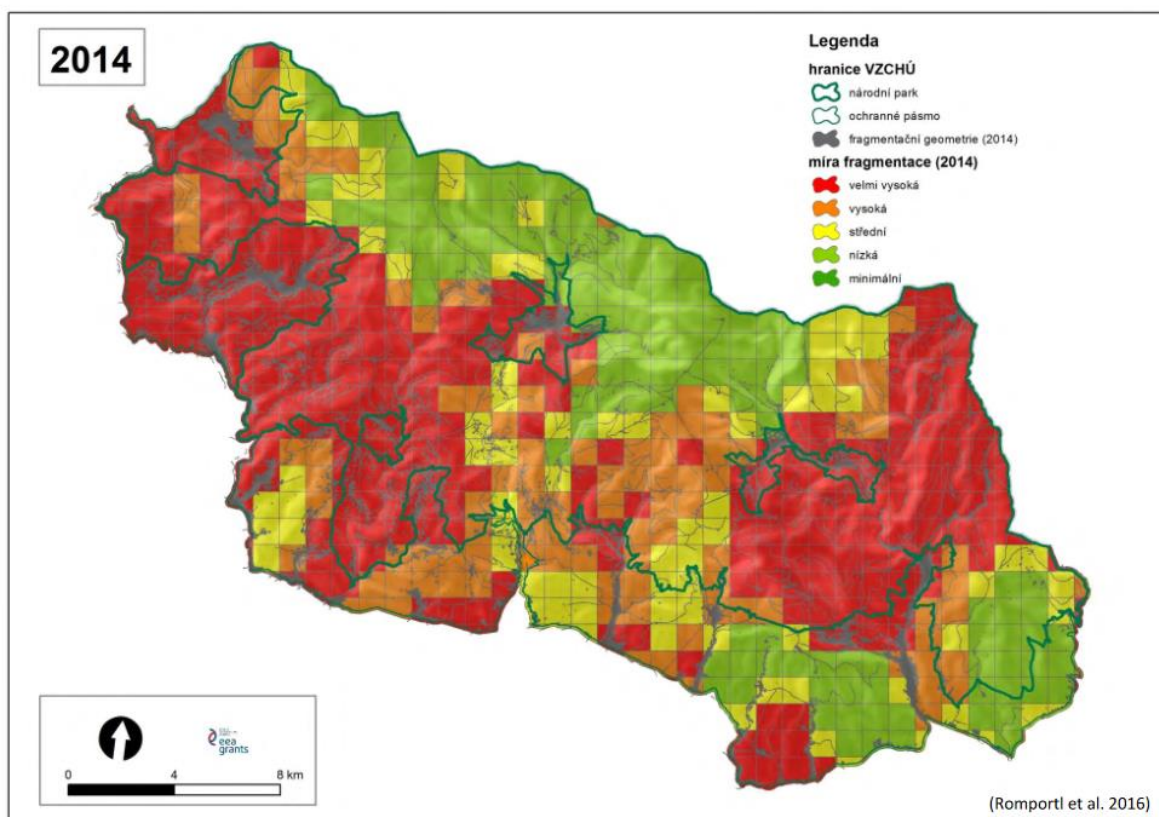 2014
Legenda
hranice VZCHÚ
národní park
ochranné pásmo
fragmentační geometrie (2014)
míra fragmentace (2014)
velmi vysoká
vysoká
střední
nízká
minimální
eea
grants
0 4 8 km
(Romportl et al. 2016)